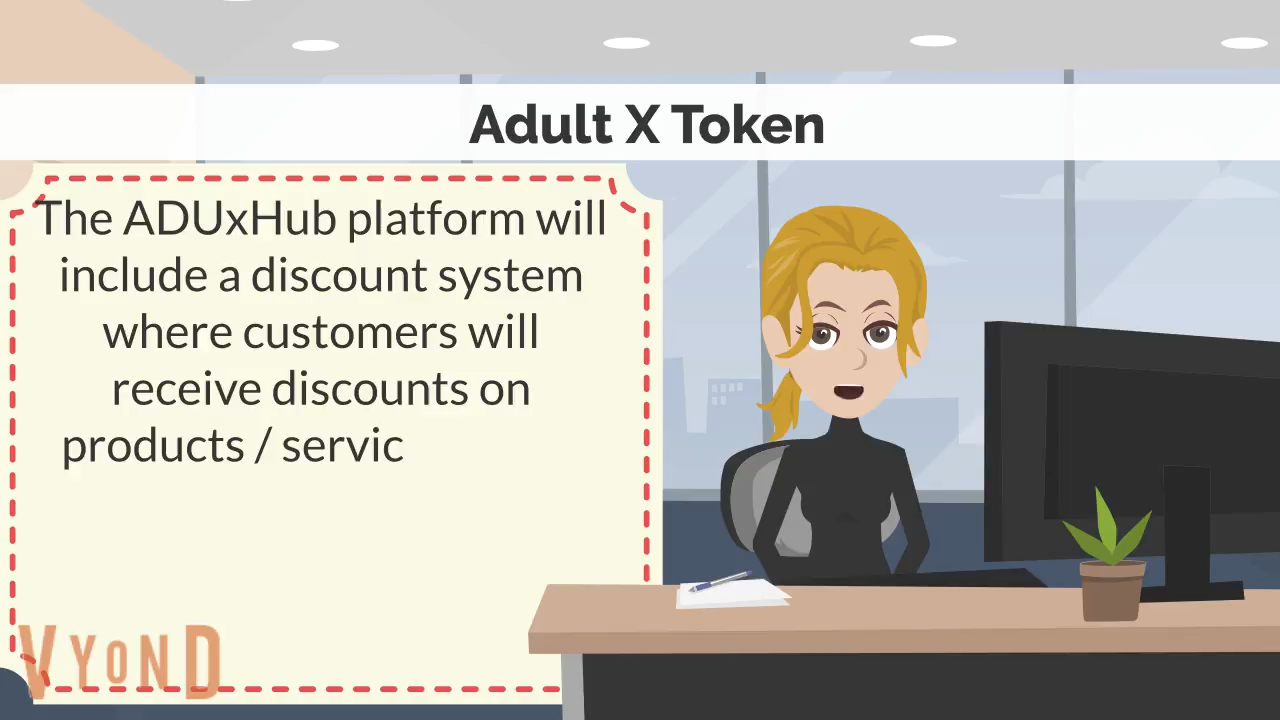 Adult X Token
The ADUxHub platform will
include a discount system
where customers will
receive discounts on
products / servic
VYOND